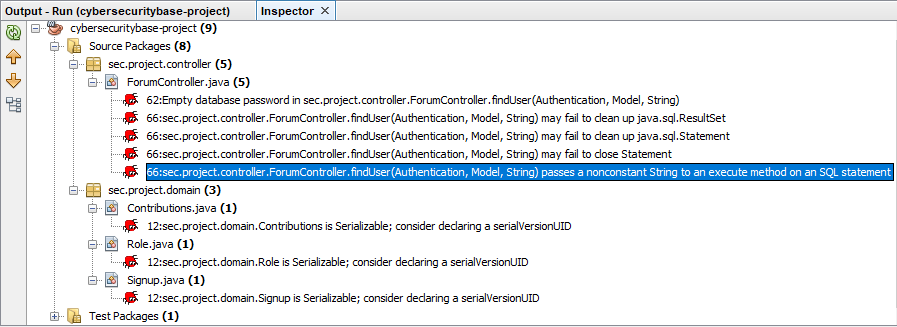 Output - Run (cybersecuritybase-project)
Inspector
cybersecuritybase-project (9)
Source Packages (8)
sec.project.controller (5)
ForumController.java (5)
62:Empty database password in sec.project.controller.ForumController.findUser(Authentication, Model, String)
66:sec.project.controller.ForumController.findUser(Authentication, Model, String) may fail to clean up java.sql.ResultSet
66:sec.project.controller.ForumController.findUser(Authentication, Model, String) may fail to clean up java.sql.Statement
66:sec.project.controller.ForumController.findUser(Authentication, Model, String) may fail to close Statement
66:sec.project.controller.ForumController.findUser(Authentication, Model, String) passes a nonconstant String to an execute method on an SQL statement
sec.project.domain (3)
Contributions.java (1)
12:sec.project.domain.Contributions is Serializable; consider declaring a serialVersionUID
Role.java (1)
12:sec.project.domain.Role is Serializable; consider declaring a serialVersionUID
Signup.java (1)
12:sec.project.domain.Signup is Serializable; consider declaring a serialVersionUID
Test Packages (1)